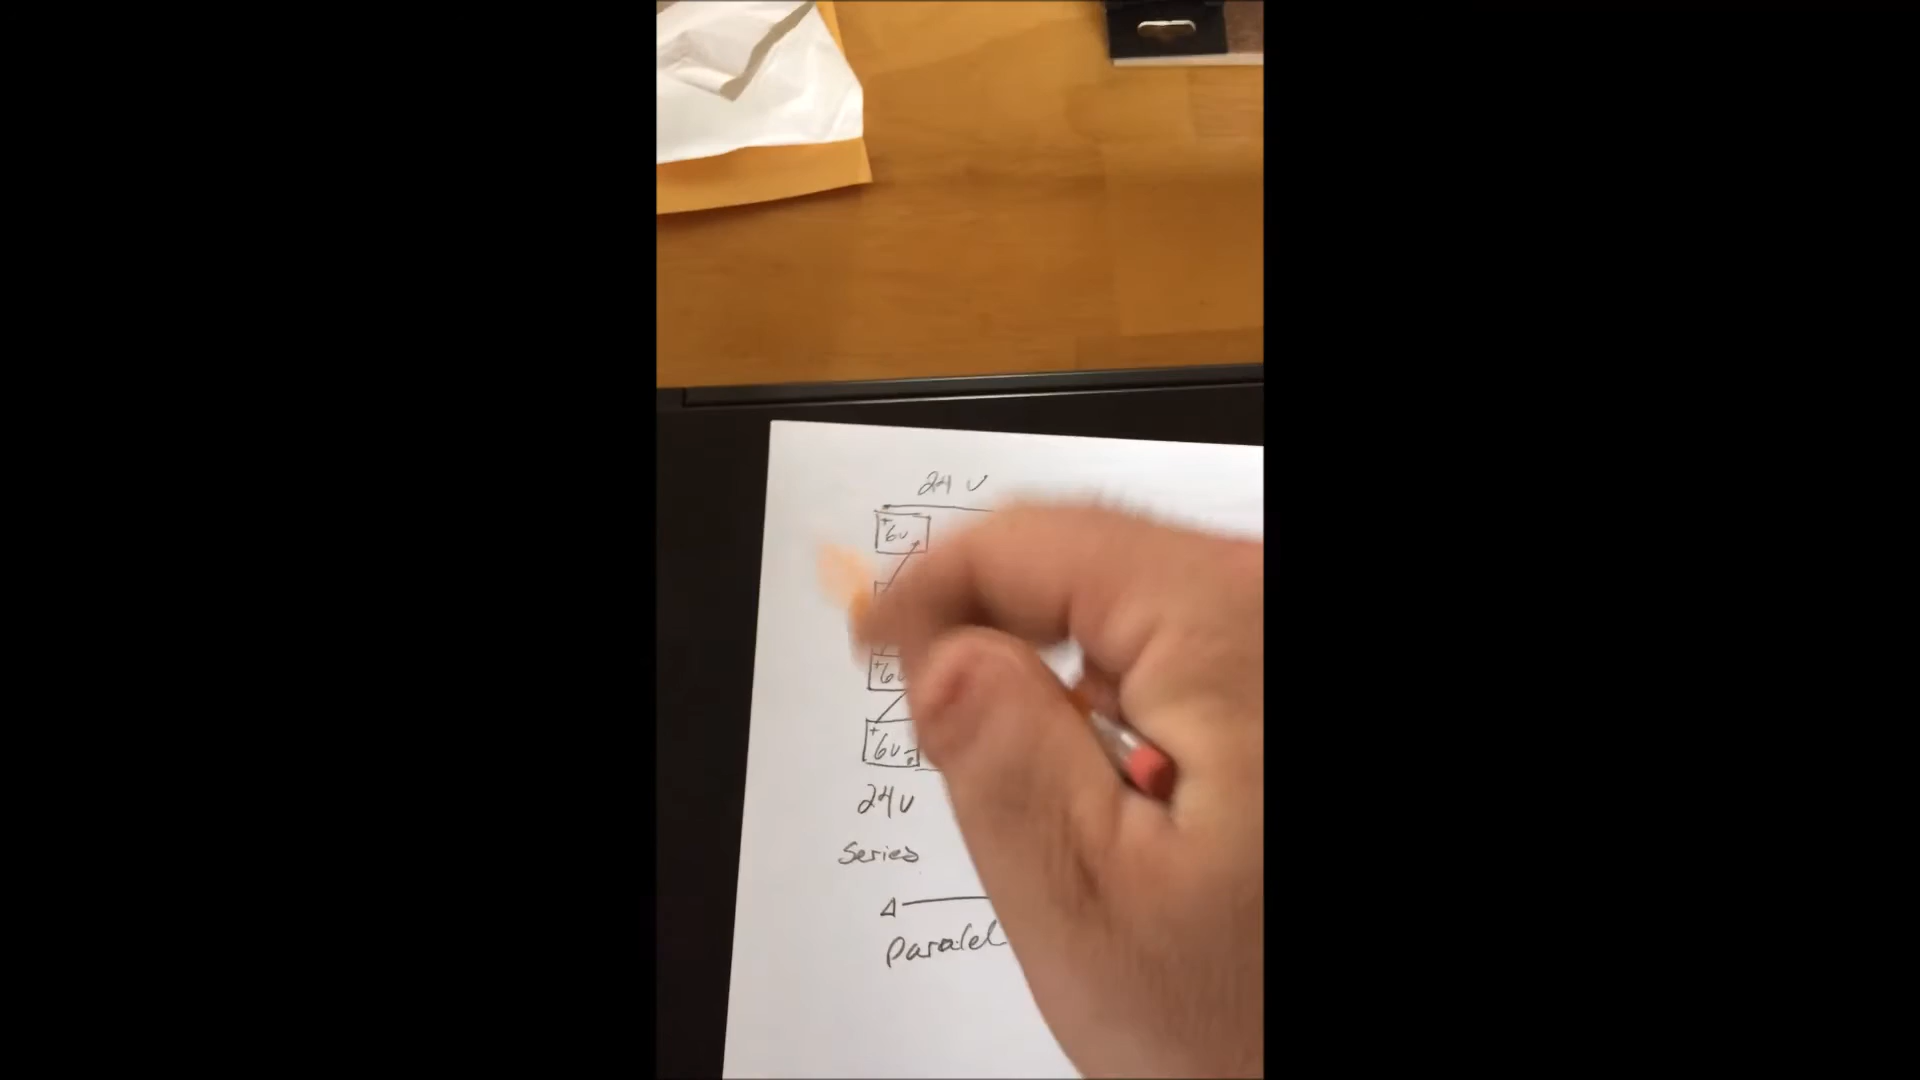 24 V
+ 6v
+ 6v
+ 6v -
24v
Series
Paralel